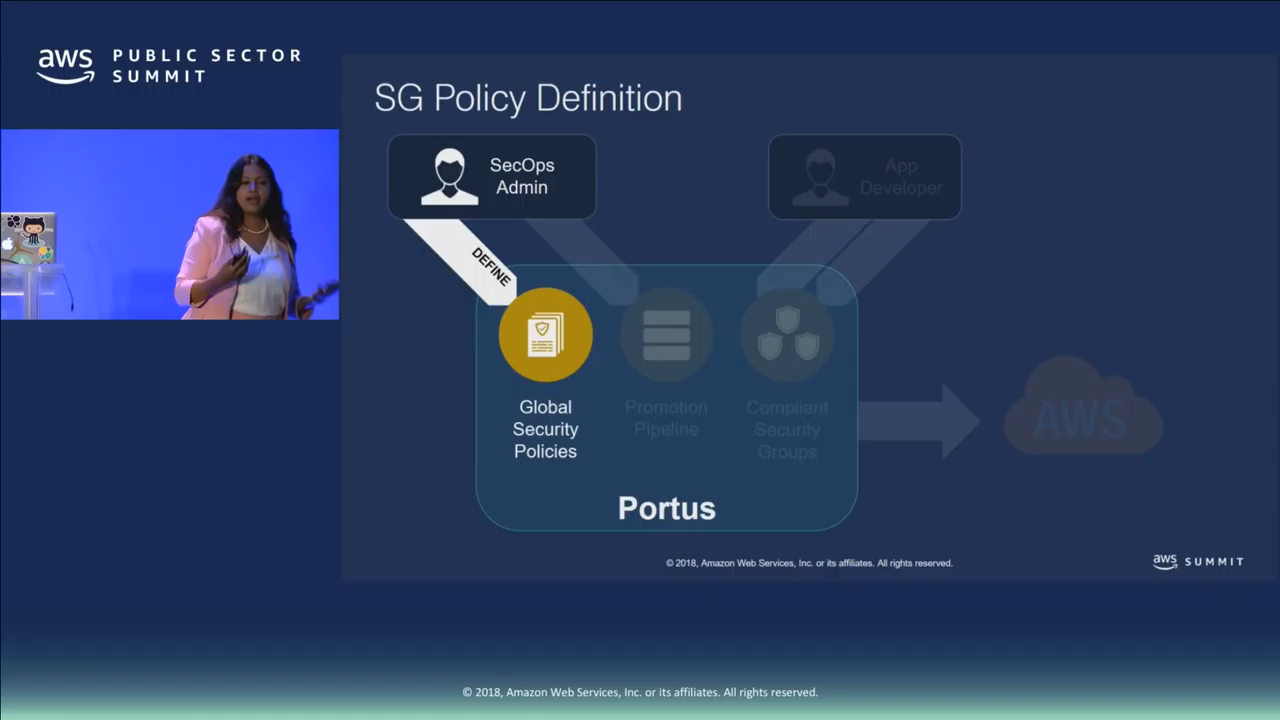 aws
PUBLIC SECTOR
SUMMIT
SG Policy Definition
SecOps
Admin
App
Developer
DEFINE
Global
Security
Policies
Promotion
Pipeline
Compliant
Security
Groups
AWS
Portus
© 2018, Amazon Web Services, Inc. or its affiliates. All rights reserved.
aws SUMMIT
© 2018, Amazon Web Services, Inc. or its affiliates. All rights reserved.